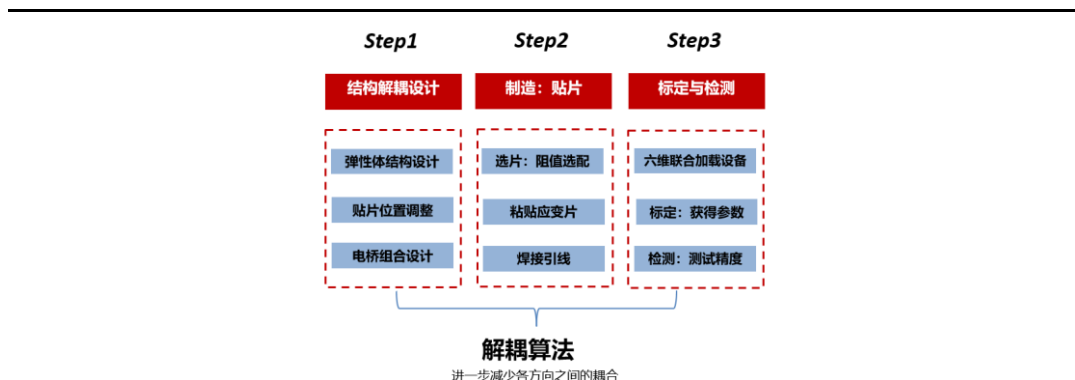 Step1
Step2
Step3
结构解耦设计
制造：贴片
标定与检测
弹性体结构设计
选片：阻值选配
六维联合加载设备
贴片位置调整
粘贴应变片
标定：获得参数
电桥组合设计
焊接引线
检测：测试精度
解耦算法
进一步减少各方向之间的耦合